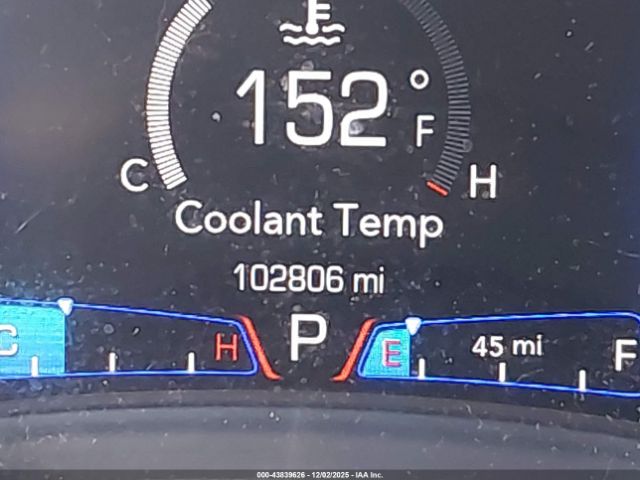 152 °F
C H
Coolant Temp
102806 mi
C H P E 45 mi F
000-43839626 - 12/02/2025 - IAA Inc.